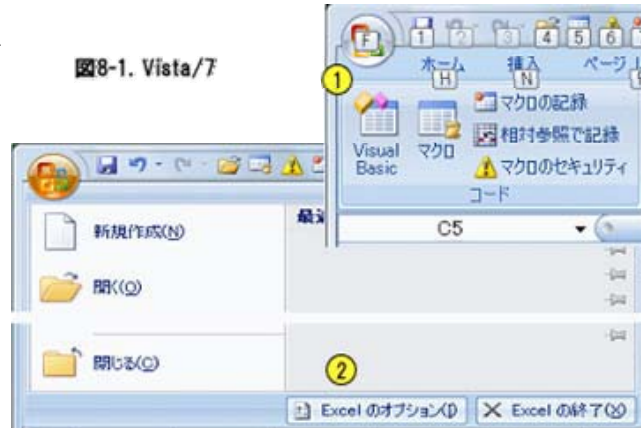 図8-1. Vista/7
F
1
2
3
4
5
6
1
ホーム
H
挿入
N
ページ
マクロの記録
相対参照で記録
マクロのセキュリティ
Visual
Basic
マクロ
コード
C5
新規作成(N)
最近
開く(O)
閉じる(C)
2
Excel のオプション(I)
Excel の終了(X)